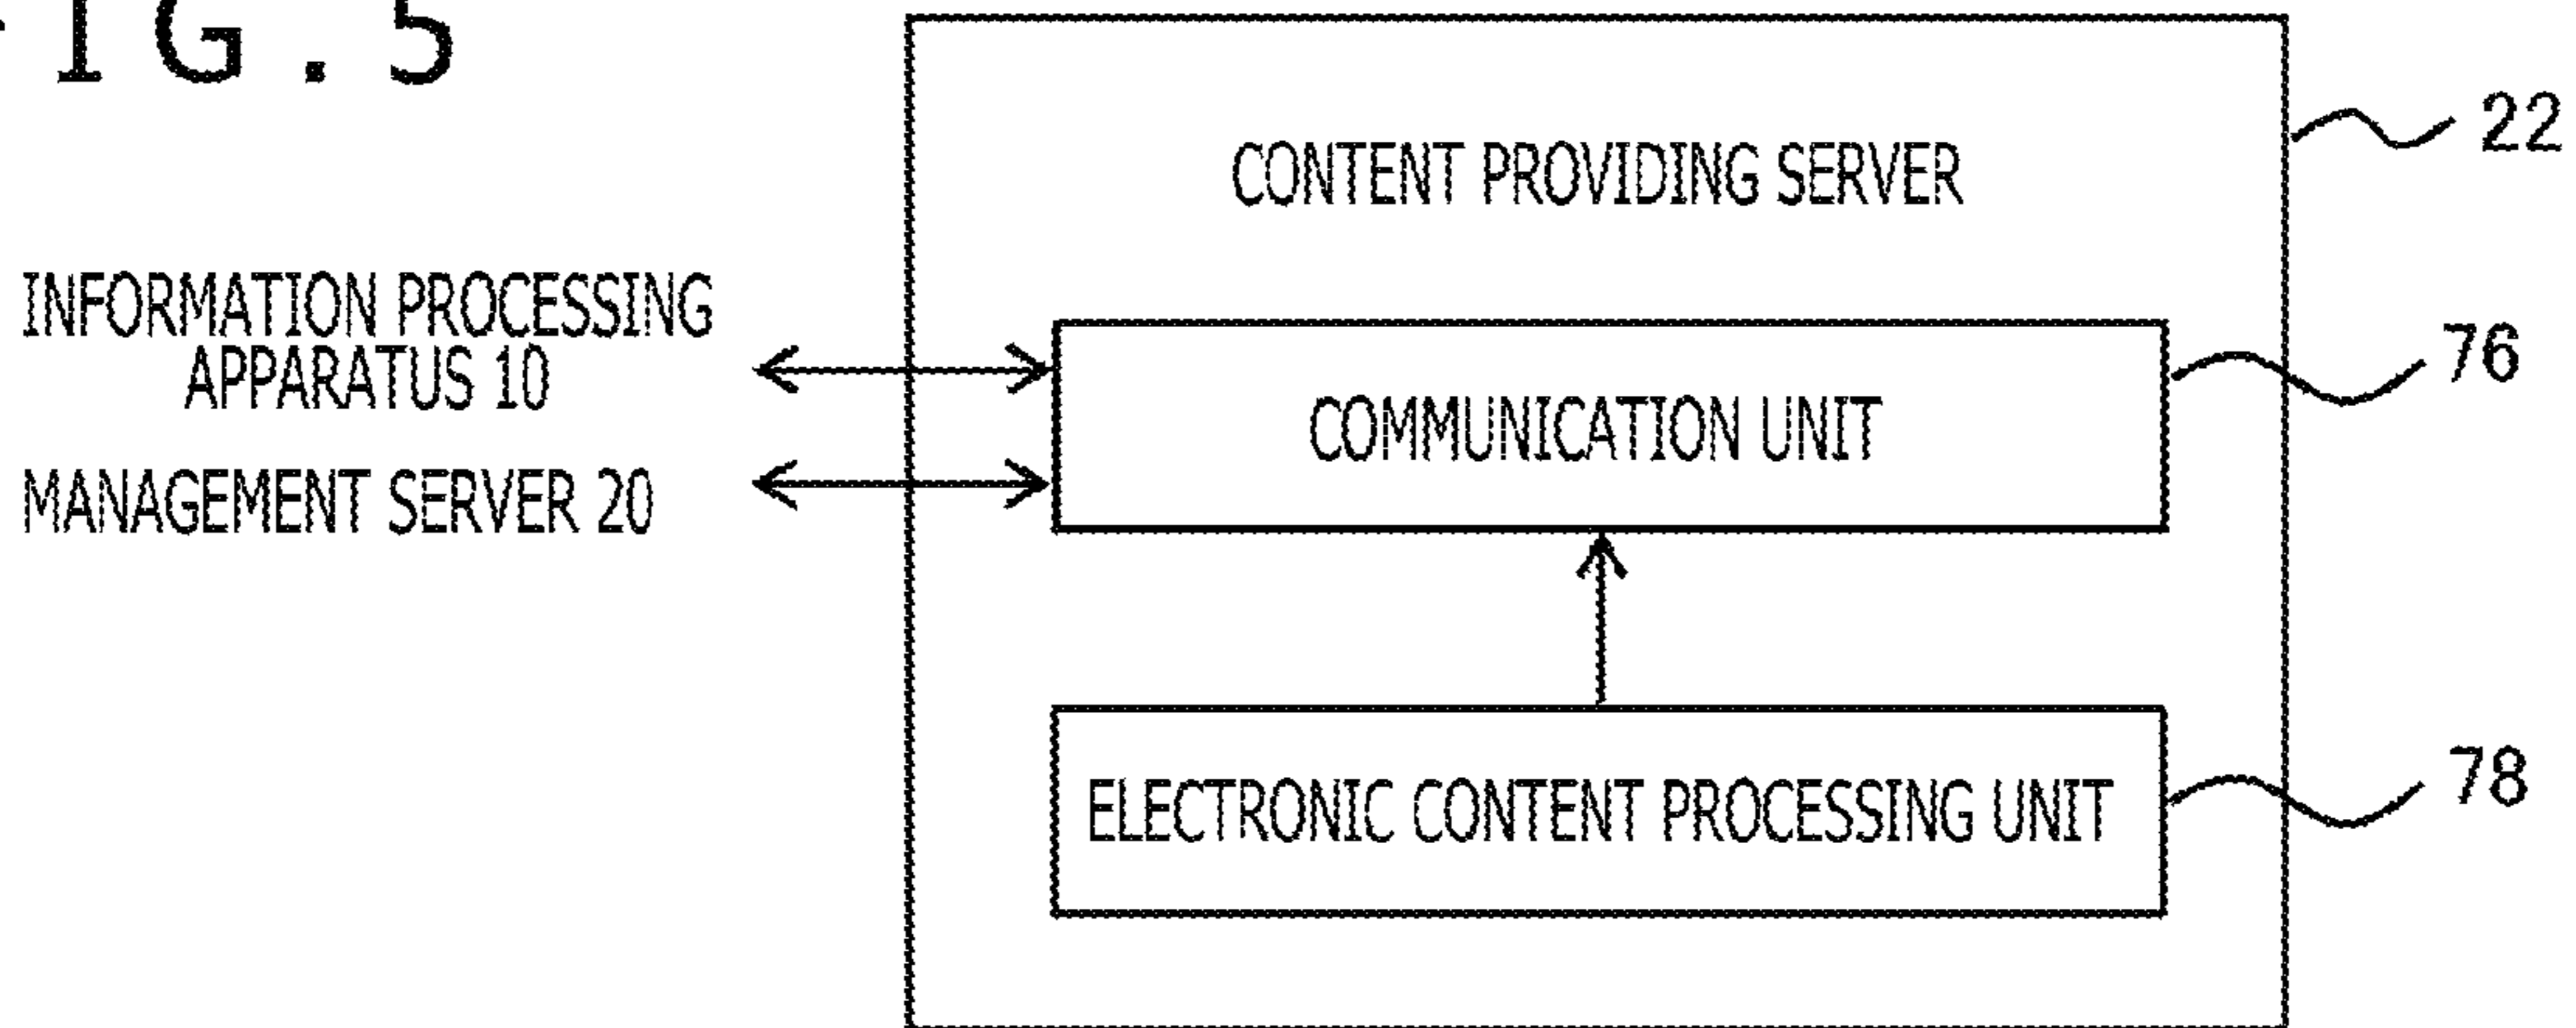 FIG.5
CONTENT PROVIDING SERVER
22
INFORMATION PROCESSING
APPARATUS 10
MANAGEMENT SERVER 20
COMMUNICATION UNIT
76
ELECTRONIC CONTENT PROCESSING UNIT
78